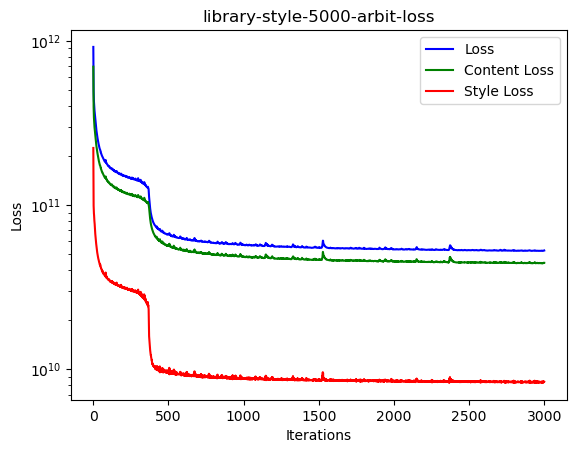 library-style-5000-arbit-loss
10^12
10^11
10^10
Loss
Loss
Content Loss
Style Loss
0 500 1000 1500 2000 2500 3000
Iterations